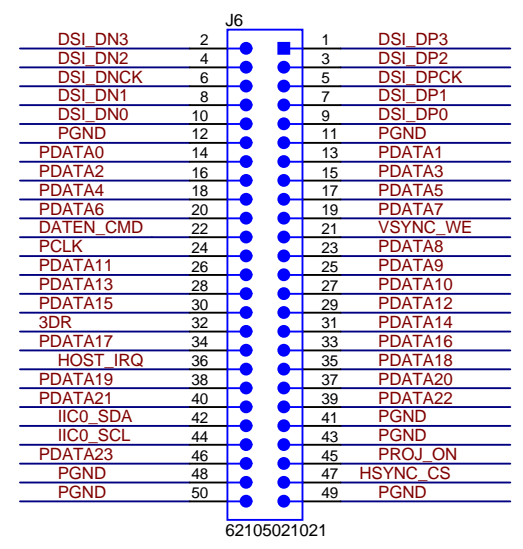 J6
DSI_DN3 2 1 DSI_DP3
DSI_DN2 4 3 DSI_DP2
DSI_DNCK 6 5 DSI_DPCK
DSI_DN1 8 7 DSI_DP1
DSI_DN0 10 9 DSI_DP0
PGND 12 11 PGND
PDATA0 14 13 PDATA1
PDATA2 16 15 PDATA3
PDATA4 18 17 PDATA5
PDATA6 20 19 PDATA7
DATEN_CMD 22 21 VSYNC_WE
PCLK 24 23 PDATA8
PDATA11 26 25 PDATA9
PDATA13 28 27 PDATA10
PDATA15 30 29 PDATA12
3DR 32 31 PDATA14
PDATA17 34 33 PDATA16
HOST_IRQ 36 35 PDATA18
PDATA19 38 37 PDATA20
PDATA21 40 39 PDATA22
IIC0_SDA 42 41 PGND
IIC0_SCL 44 43 PGND
PDATA23 46 45 PROJ_ON
PGND 48 47 HSYNC_CS
PGND 50 49 PGND
62105021021